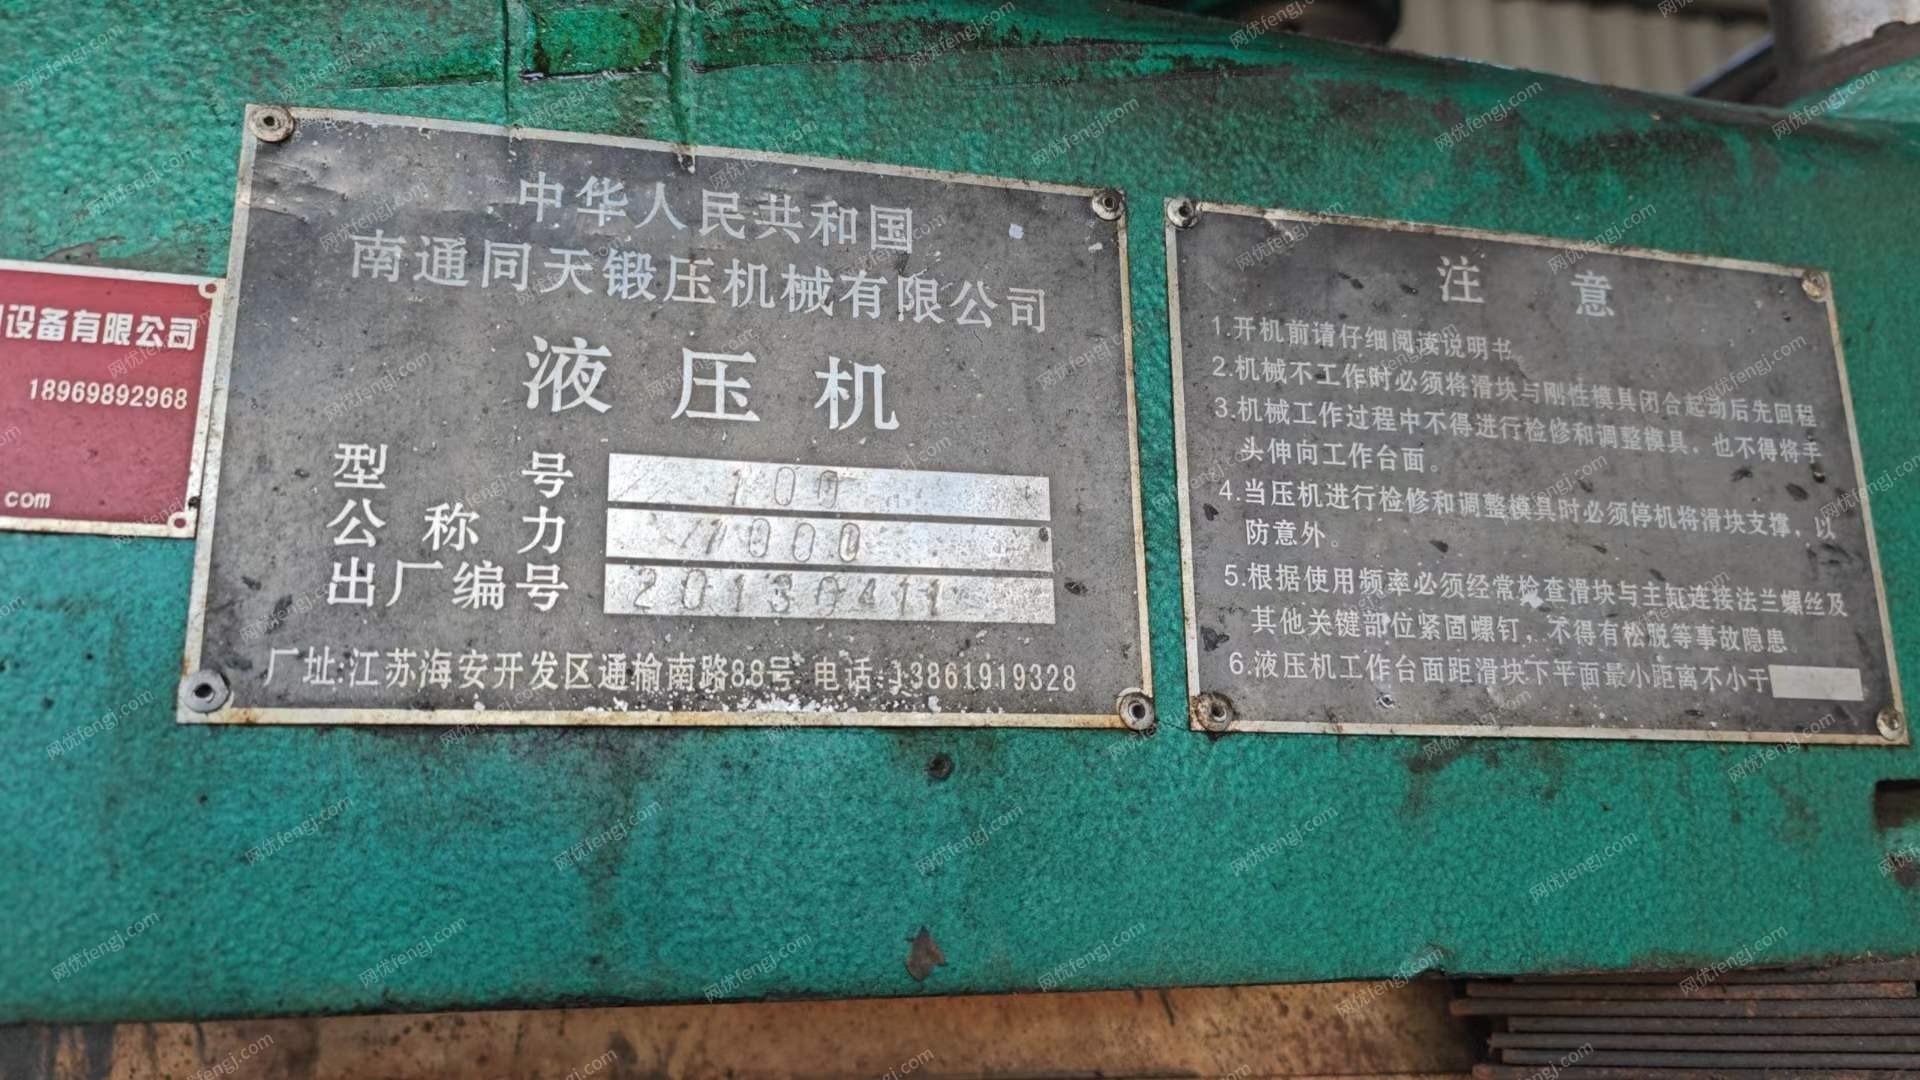 设备有限公司
18969892968
com
中华人民共和国
南通同天锻压机械有限公司
液压机
型号 100
公称力 1000
出厂编号 20130411
厂址:江苏海安开发区通榆南路88号 电话:13861919328
注意
1.开机前请仔细阅读说明书。
2.机械不工作时必须将滑块与刚性模具闭合起动后先回程
3.机械工作过程中不得进行检修和调整模具，也不得将手
头伸向工作台面。
4.当压机进行检修和调整模具时必须停机将滑块支撑，以
防意外。
5.根据使用频率必须经常检查滑块与主缸连接法兰螺丝及
其他关键部位紧固螺钉，不得有松脱等事故隐患。
6.液压机工作台面距滑块下平面最小距离不小于
网优fengj.com